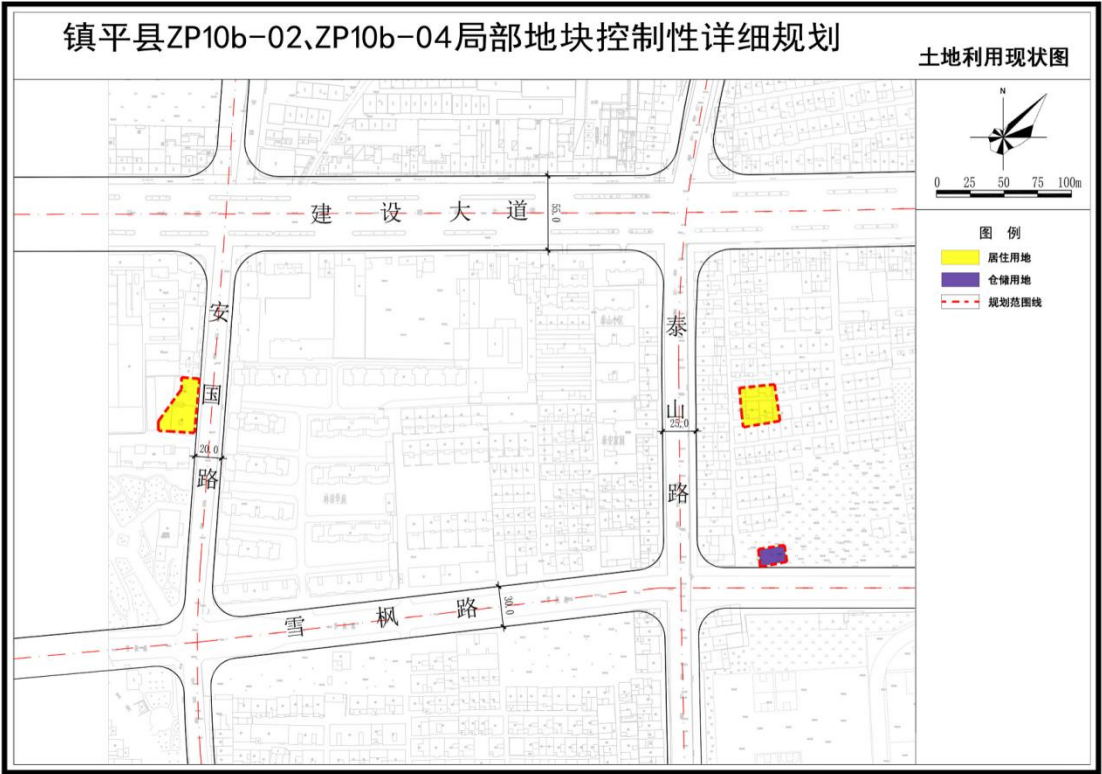 镇平县ZP10b-02、ZP10b-04局部地块控制性详细规划
土地利用现状图
N
0 25 50 75 100m
图 例
居住用地
仓储用地
规划范围线
建 设 大 道
55.0
安 国 路
20.0
泰 山 路
25.0
雪 枫 路
30.0